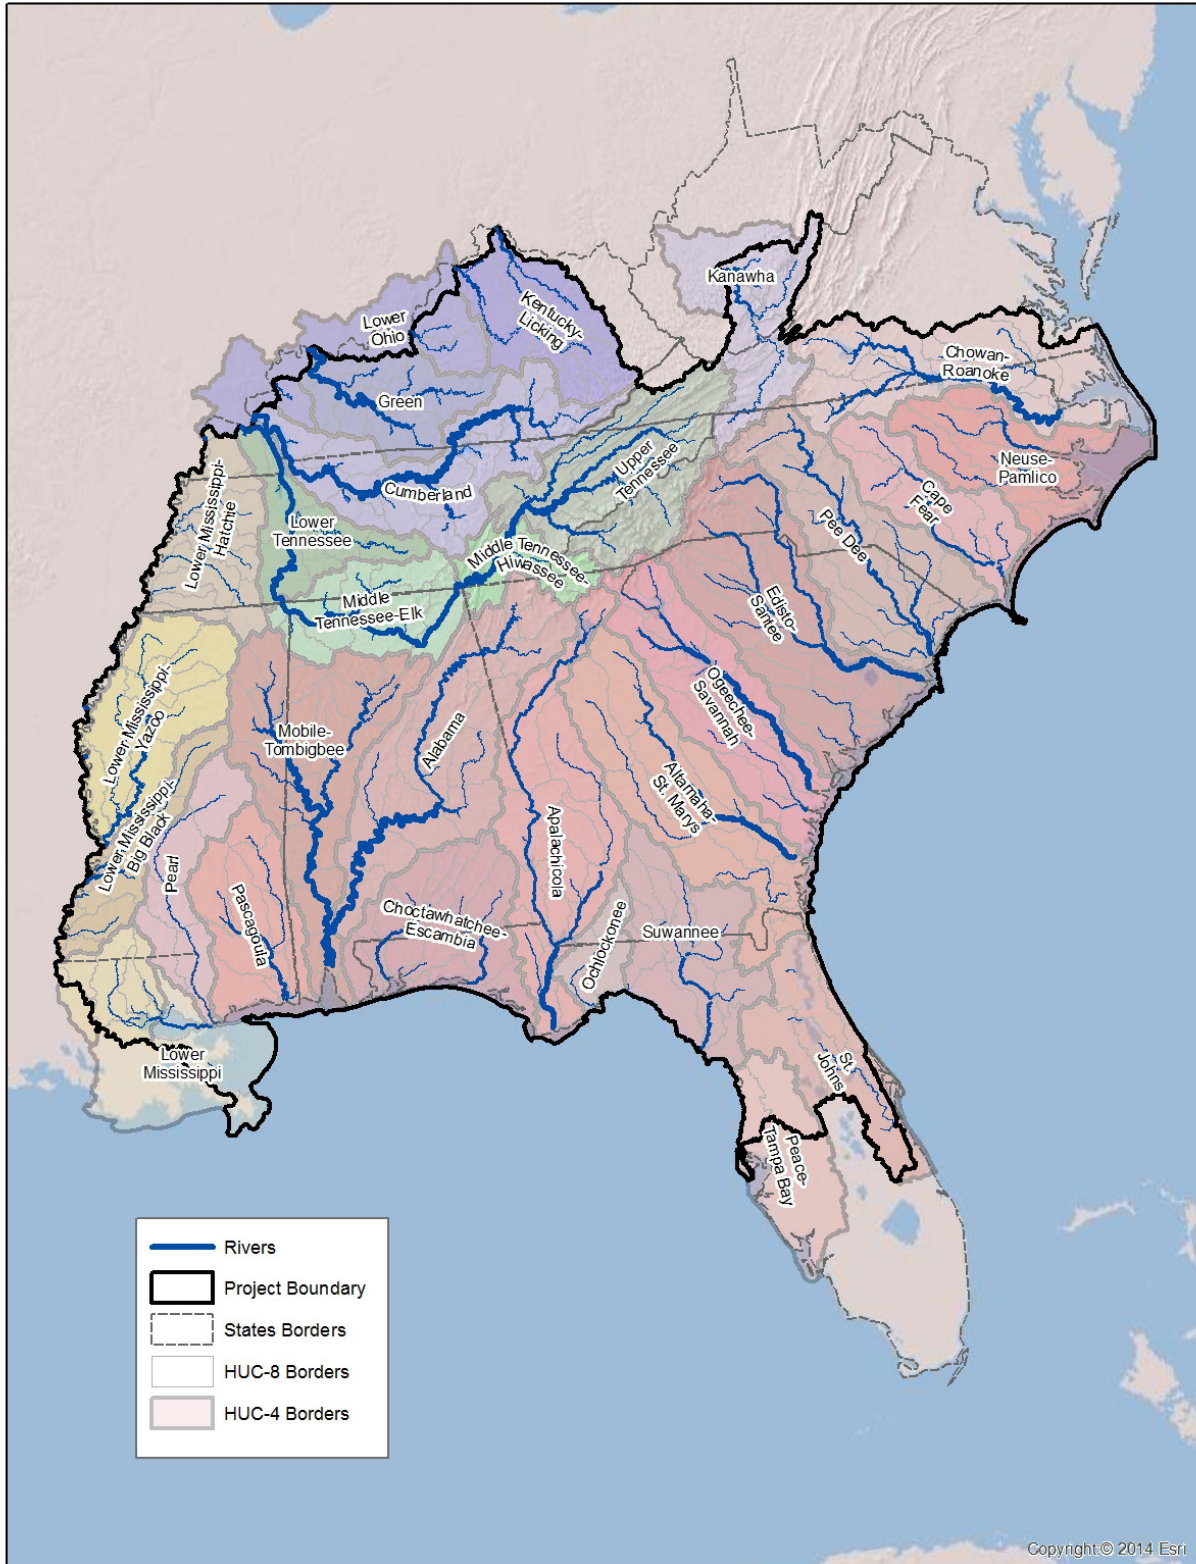 Kanawha
Kentucky-
Licking
Lower
Ohio
Chowan-
Roanoke
Green
Neuse-
Pamlico
Upper
Tennessee
Cumberland
Cape
Fear
Lower Mississippi-
Hatchie
Lower
Tennessee
Pee Dee
Middle Tennessee-
Hiwassee
Middle
Tennessee-Elk
Edisto-
Santee
Ogeechee-
Savannah
Lower Mississippi-
Yazoo
Mobile-
Tombigbee
Alabama
Altamaha-
St. Marys
Lower Mississippi-
Big Black
Apalachicola
Pearl
Pascagoula
Choctawhatchee-
Escambia
Ochlockonee
Suwannee
Lower
Mississippi
St.
Johns
Peace-
Tampa Bay
Rivers
Project Boundary
States Borders
HUC-8 Borders
HUC-4 Borders
Copyright:© 2014 Esri